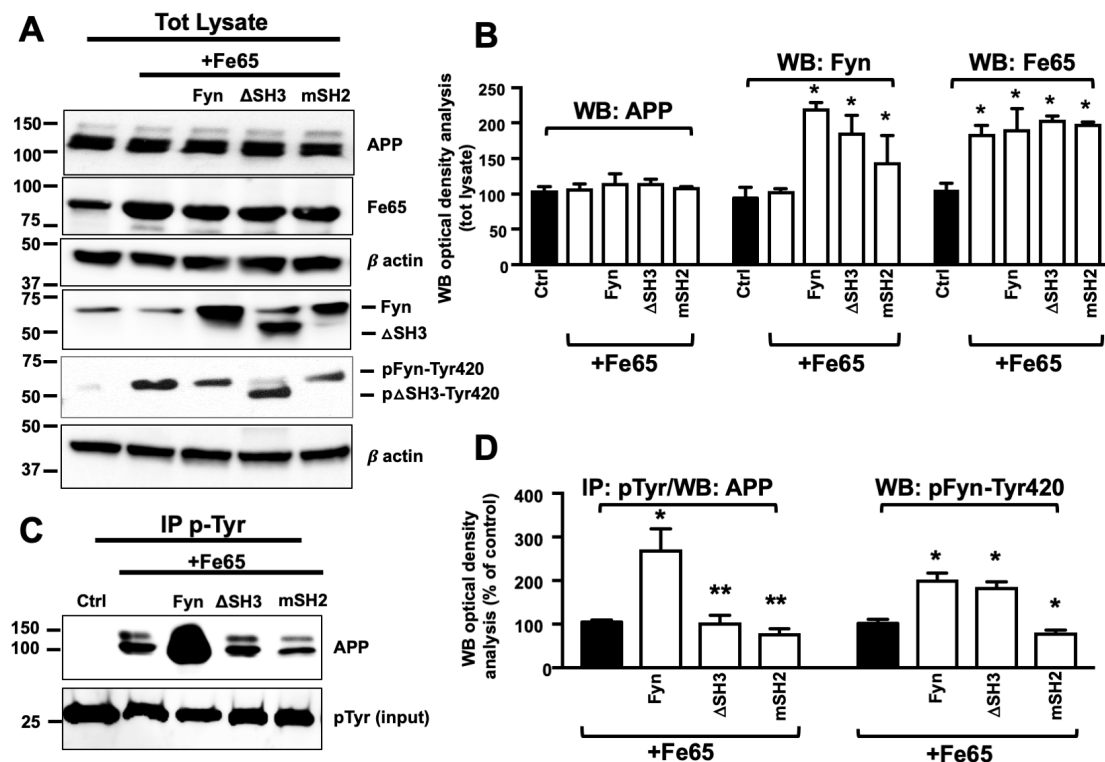 A
Tot Lysate
+Fe65
Fyn ΔSH3 mSH2
150
100
APP
100
75
Fe65
50
37
β actin
75
50
Fyn
ΔSH3
75
50
pFyn-Tyr420
pΔSH3-Tyr420
50
37
β actin
B
WB optical density analysis
(tot lysate)
250
200
150
100
50
0
WB: APP
WB: Fyn
WB: Fe65
* * *
* * * *
Ctrl Fyn ΔSH3 mSH2
Ctrl Fyn ΔSH3 mSH2
Ctrl Fyn ΔSH3 mSH2
+Fe65 +Fe65 +Fe65
C
IP p-Tyr
+Fe65
Ctrl Fyn ΔSH3 mSH2
150
100
APP
25
pTyr (input)
D
WB optical density
analysis (% of control)
400
300
200
100
0
IP: pTyr/WB: APP
WB: pFyn-Tyr420
* ** **
* * *
Fyn ΔSH3 mSH2
Fyn ΔSH3 mSH2
+Fe65 +Fe65